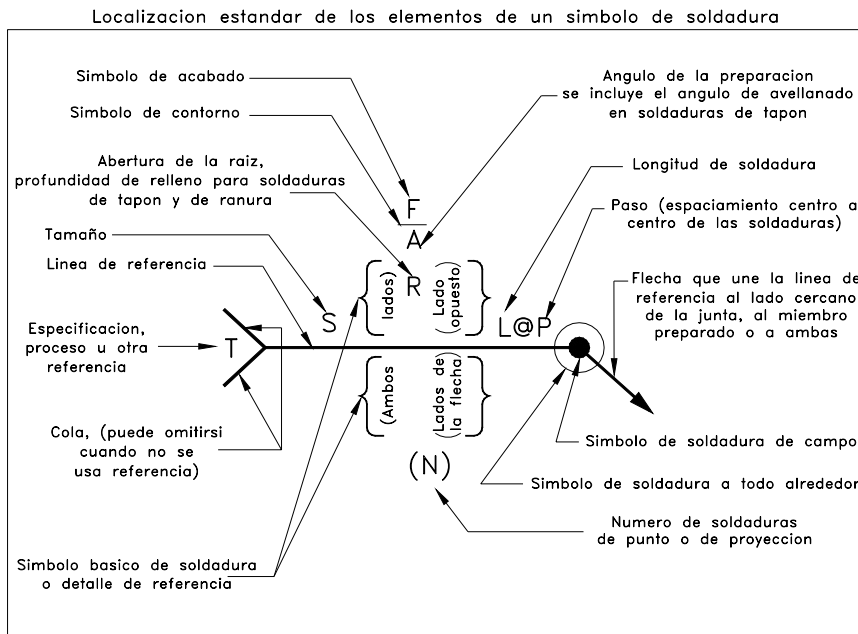 Localizacion estandar de los elementos de un simbolo de soldadura
Simbolo de acabado
Simbolo de contorno
Abertura de la raiz,
profundidad de relleno para soldaduras
de tapon y de ranura
Tamaño
Linea de referencia
Especificacion,
proceso u otra
referencia
Cola, (puede omitirsi
cuando no se
usa referencia)
Simbolo basico de soldadura
o detalle de referencia
F
A
R
S
T
lados)
(Lado
opuesto)
L@P
(Ambos
(Lados de
la flecha)
(N)
Angulo de la preparacion
se incluye el angulo de avellanado
en soldaduras de tapon
Longitud de soldadura
Paso (espaciamiento centro a
centro de las soldaduras)
Flecha que une la linea de
referencia al lado cercano
de la junta, al miembro
preparado o a ambas
Simbolo de soldadura de campo
Simbolo de soldadura a todo alrededor
Numero de soldaduras
de punto o de proyeccion